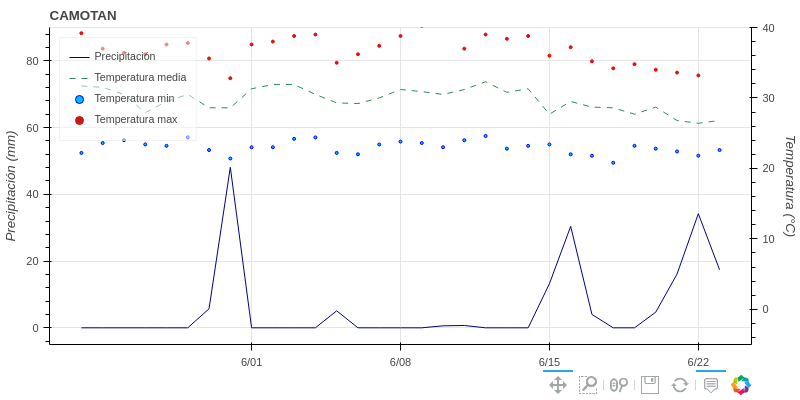 CAMOTAN
Precipitación
Temperatura media
Temperatura min
Temperatura max
Precipitación (mm)
80
60
40
20
0
Temperatura (°C)
40
30
20
10
0
6/01
6/08
6/15
6/22